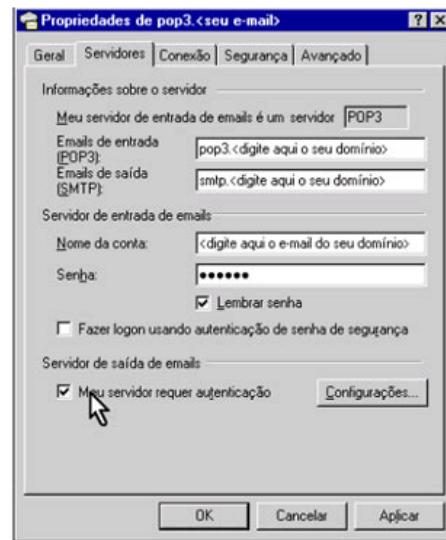 Propriedades de pop3.<seu e-mail>
Geral Servidores Conexão Segurança Avançado
Informações sobre o servidor
Meu servidor de entrada de emails é um servidor POP3
Emails de entrada
(POP3): pop3.<digite aqui o seu domínio>
Emails de saída
(SMTP): smtp.<digite aqui o seu domínio>
Servidor de entrada de emails
Nome da conta: <digite aqui o e-mail do seu domínio>
Senha: ••••••
Lembrar senha
Fazer logon usando autenticação de senha de segurança
Servidor de saída de emails
Meu servidor requer autenticação Configurações...
OK Cancelar Aplicar